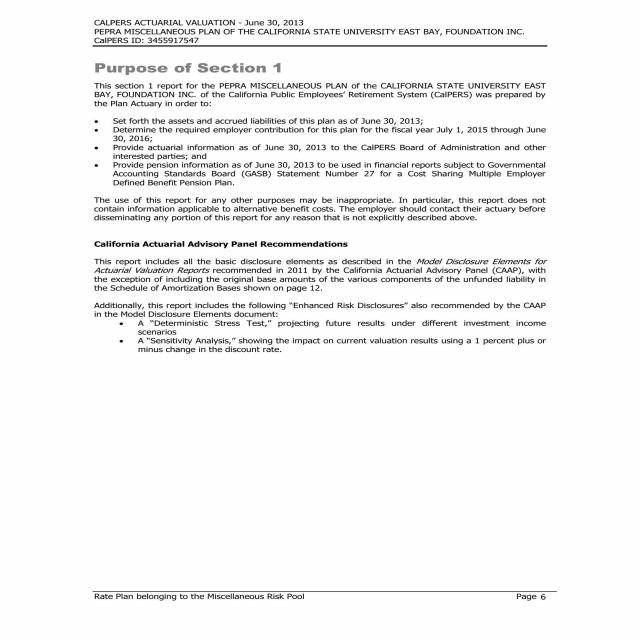 CALPERS ACTUARIAL VALUATION - June 30, 2013
PEPRA MISCELLANEOUS PLAN OF THE CALIFORNIA STATE UNIVERSITY EAST BAY, FOUNDATION INC.
CalPERS ID: 3455917547
Purpose of Section 1
This section 1 report for the PEPRA MISCELLANEOUS PLAN of the CALIFORNIA STATE UNIVERSITY EAST
BAY, FOUNDATION INC. of the California Public Employees' Retirement System (CalPERS) was prepared by
the Plan Actuary in order to:
• Set forth the assets and accrued liabilities of this plan as of June 30, 2013;
• Determine the required employer contribution for this plan for the fiscal year July 1, 2015 through June
30, 2016;
• Provide actuarial information as of June 30, 2013 to the CalPERS Board of Administration and other
interested parties; and
• Provide pension information as of June 30, 2013 to be used in financial reports subject to Governmental
Accounting Standards Board (GASB) Statement Number 27 for a Cost Sharing Multiple Employer
Defined Benefit Pension Plan.
The use of this report for any other purposes may be inappropriate. In particular, this report does not
contain information applicable to alternative benefit costs. The employer should contact their actuary before
disseminating any portion of this report for any reason that is not explicitly described above.
California Actuarial Advisory Panel Recommendations
This report includes all the basic disclosure elements as described in the Model Disclosure Elements for
Actuarial Valuation Reports recommended in 2011 by the California Actuarial Advisory Panel (CAAP), with
the exception of including the original base amounts of the various components of the unfunded liability in
the Schedule of Amortization Bases shown on page 12.
Additionally, this report includes the following "Enhanced Risk Disclosures" also recommended by the CAAP
in the Model Disclosure Elements document:
• A "Deterministic Stress Test," projecting future results under different investment income
scenarios
• A "Sensitivity Analysis," showing the impact on current valuation results using a 1 percent plus or
minus change in the discount rate.
Rate Plan belonging to the Miscellaneous Risk Pool Page 6